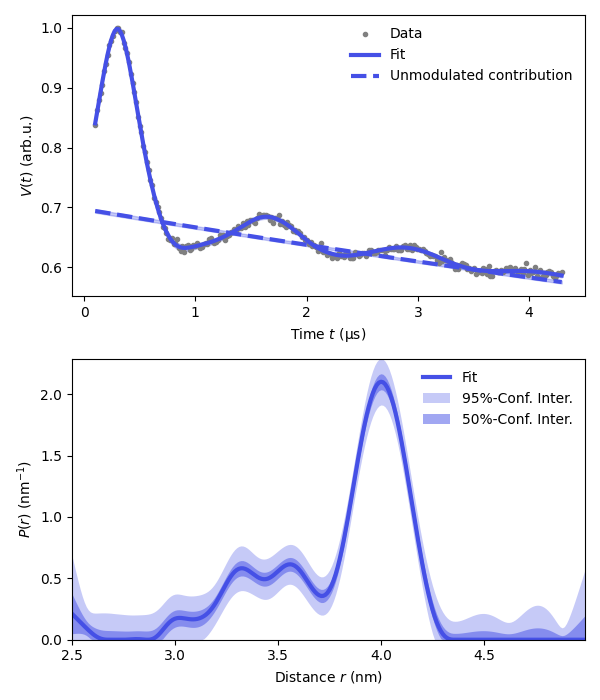 1.0
0.9
0.8
0.7
0.6
V(t) (arb.u.)
Data
Fit
Unmodulated contribution
0 1 2 3 4
Time t (μs)
2.0
1.5
1.0
0.5
0.0
P(r) (nm⁻¹)
Fit
95%-Conf. Inter.
50%-Conf. Inter.
2.5 3.0 3.5 4.0 4.5
Distance r (nm)